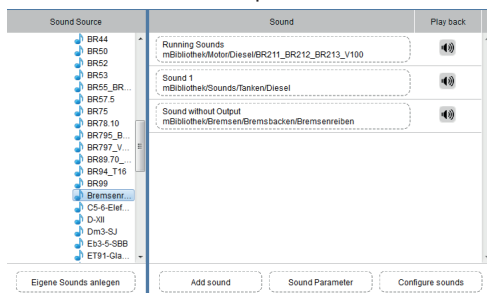 Sound Source
Sound
Play back
BR44
BR50
BR52
BR53
BR55_BR...
BR57.5
BR75
BR78.10
BR795_B...
BR797_V...
BR89.70_...
BR94_T16
BR99
Bremsenr...
C5-6-Elef...
D-XII
Dm3-SJ
Eb3-5-SBB
ET91-Gla...
Running Sounds
mBibliothek/Motor/Diesel/BR211_BR212_BR213_V100
Sound 1
mBibliothek/Sounds/Tanken/Diesel
Sound without Output
mBibliothek/Bremsen/Bremsbacken/Bremsenreiben
Eigene Sounds anlegen
Add sound
Sound Parameter
Configure sounds